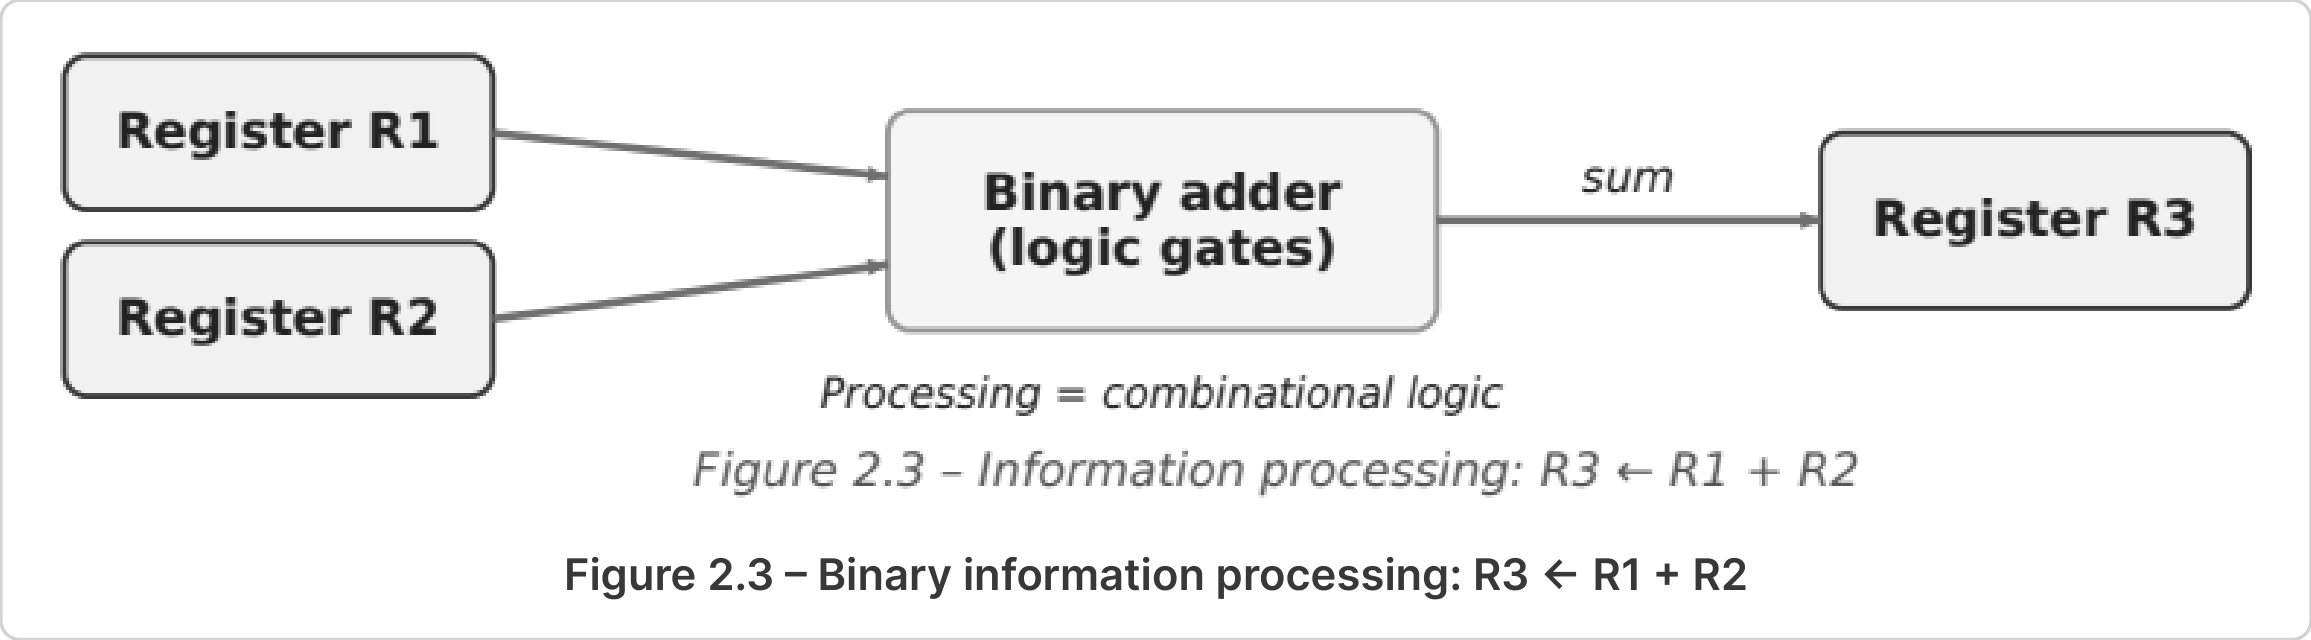 Register R1
Register R2
Binary adder
(logic gates)
sum
Register R3
Processing = combinational logic
Figure 2.3 – Information processing: R3 ← R1 + R2
Figure 2.3 – Binary information processing: R3 ← R1 + R2